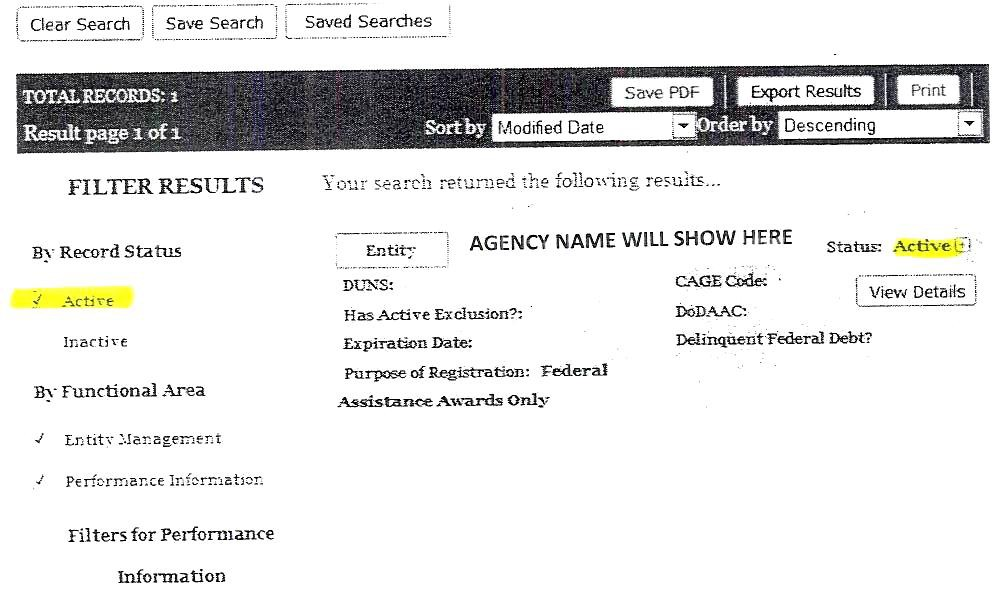 Clear Search Save Search Saved Searches
TOTAL RECORDS: 1 Save PDF Export Results Print
Result page 1 of 1 Sort by Modified Date Order by Descending
FILTER RESULTS Your search returned the following results...
By Record Status Entity AGENCY NAME WILL SHOW HERE Status: Active
DUNS: CAGE Code: View Details
Active Has Active Exclusion?: DoDAAC:
Inactive Expiration Date: Delinquent Federal Debt?
Purpose of Registration: Federal
By Functional Area Assistance Awards Only
Entity Management
Performance Information
Filters for Performance
Information